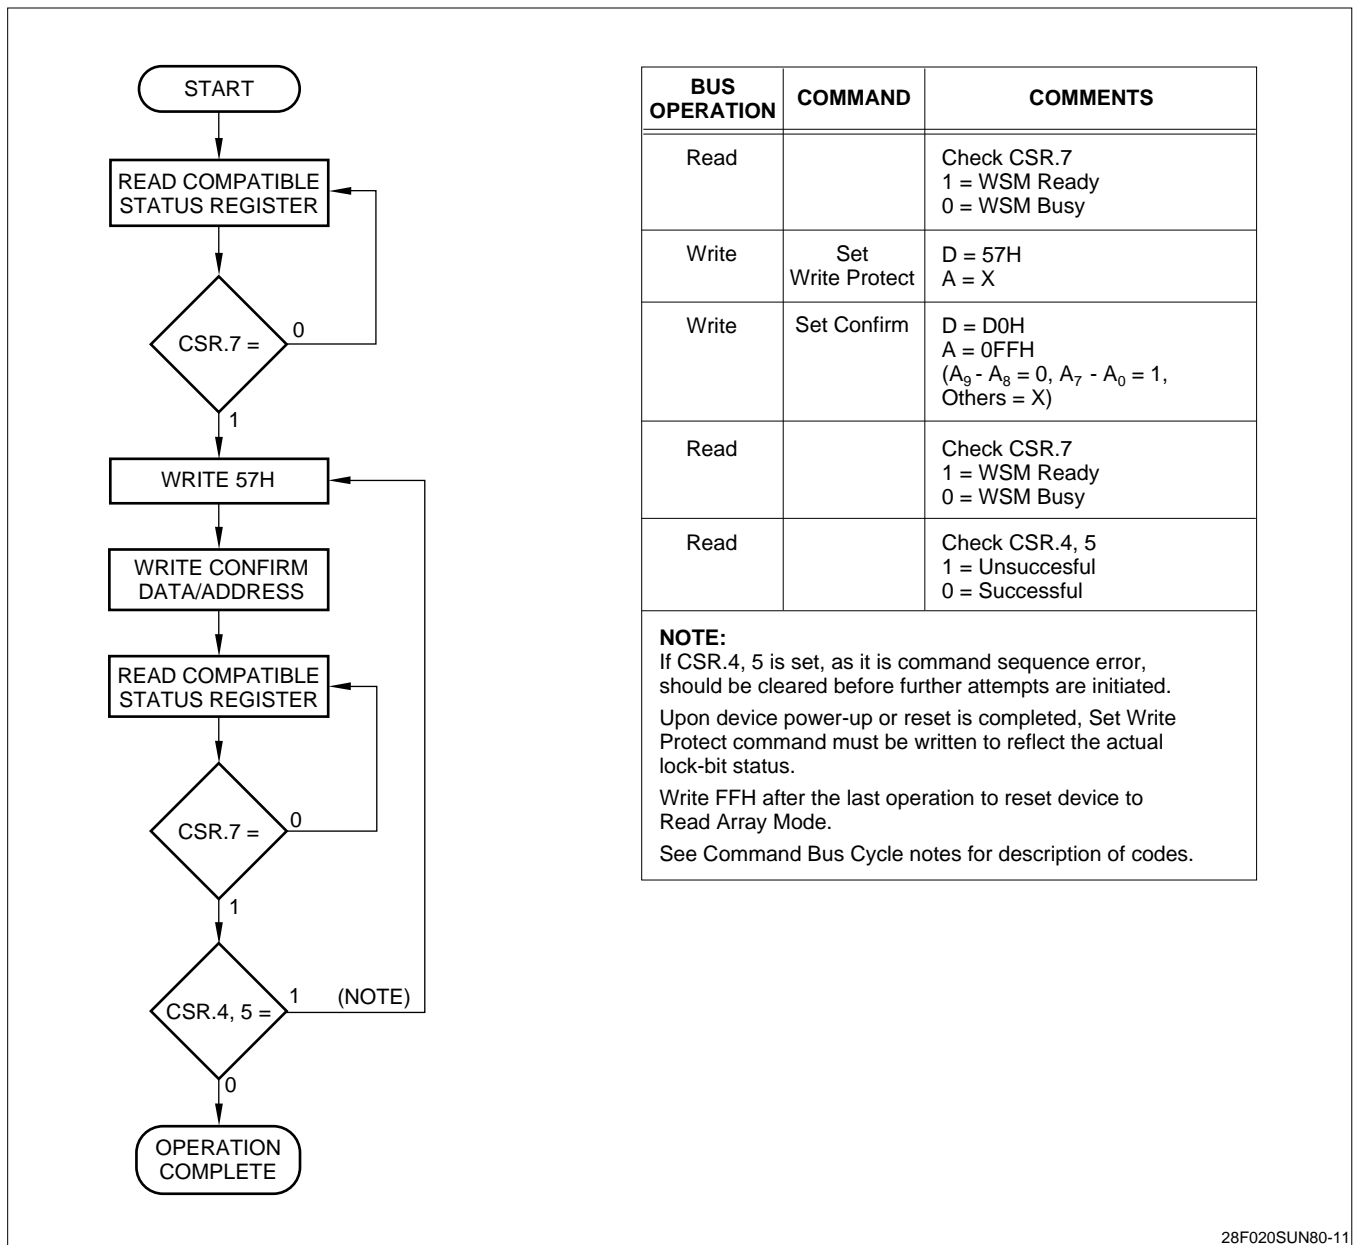 START
READ COMPATIBLE
STATUS REGISTER
CSR.7 =
0
1
WRITE 57H
WRITE CONFIRM
DATA/ADDRESS
READ COMPATIBLE
STATUS REGISTER
CSR.7 =
0
1
CSR.4, 5 =
1 (NOTE)
0
OPERATION
COMPLETE
BUS
OPERATION
COMMAND
COMMENTS
Read
Check CSR.7
1 = WSM Ready
0 = WSM Busy
Write
Set
Write Protect
D = 57H
A = X
Write
Set Confirm
D = D0H
A = 0FFH
(A9 - A8 = 0, A7 - A0 = 1,
Others = X)
Read
Check CSR.7
1 = WSM Ready
0 = WSM Busy
Read
Check CSR.4, 5
1 = Unsuccesful
0 = Successful
NOTE:
If CSR.4, 5 is set, as it is command sequence error,
should be cleared before further attempts are initiated.
Upon device power-up or reset is completed, Set Write
Protect command must be written to reflect the actual
lock-bit status.
Write FFH after the last operation to reset device to
Read Array Mode.
See Command Bus Cycle notes for description of codes.
28F020SUN80-11